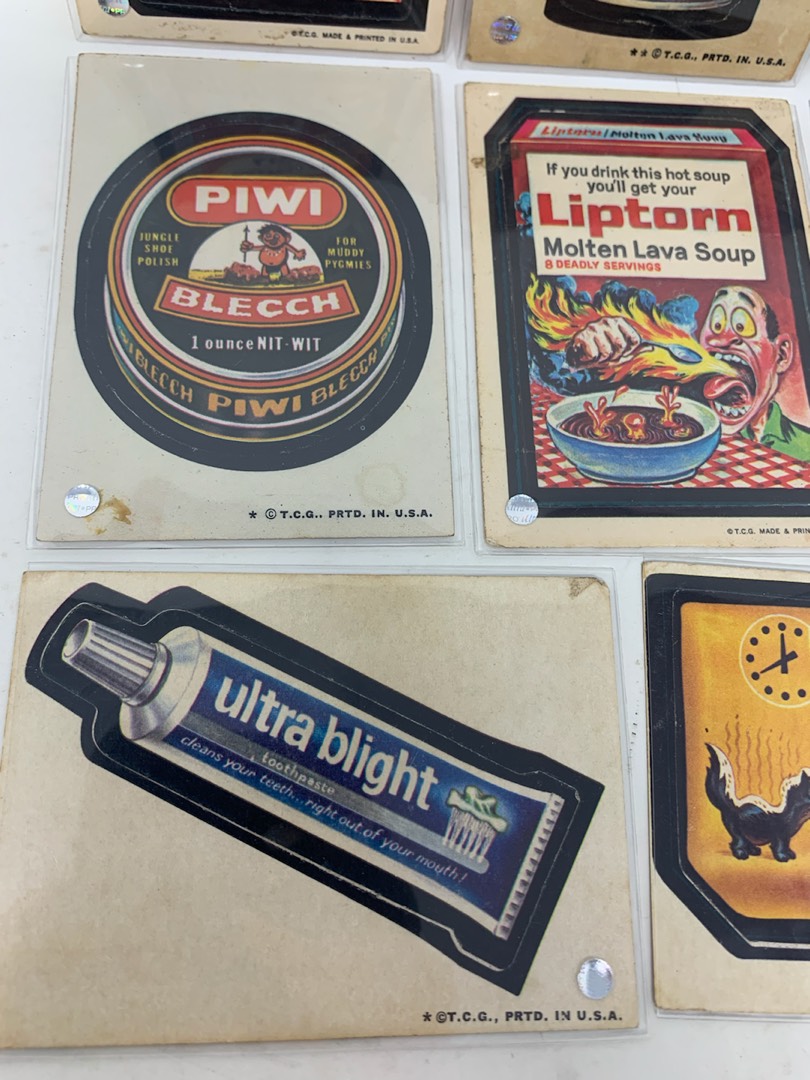 ©T.C.G. MADE & PRINTED IN U.S.A.
** ©T.C.G., PRTD. IN. U.S.A.
PIWI
JUNGLE
SHOE
POLISH
FOR
MUDDY
PYGMIES
BLECCH
1 ounce NIT-WIT
BLECCH PIWI BLECCH
* ©T.C.G., PRTD. IN. U.S.A.
Liptorn/Molten Lava Soup
If you drink this hot soup
you'll get your
Liptorn
Molten Lava Soup
8 DEADLY SERVINGS
©T.C.G. MADE & PRIN
ultra blight
toothpaste
cleans your teeth...right out of your mouth!
*©T.C.G., PRTD. IN U.S.A.